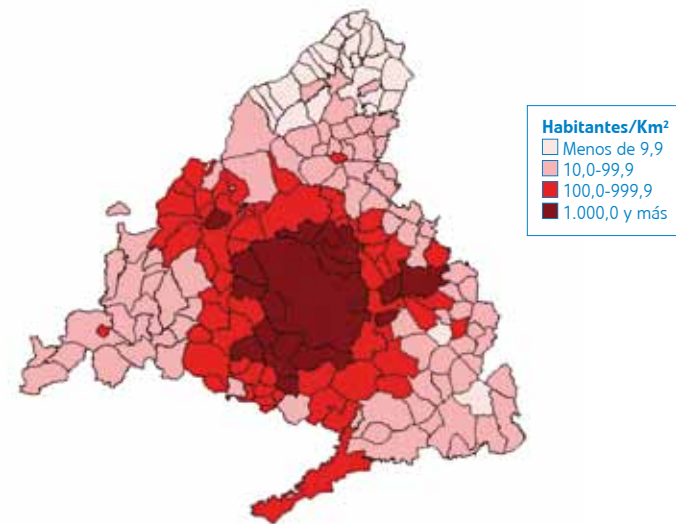 Habitantes/Km²
Menos de 9,9
10,0-99,9
100,0-999,9
1.000,0 y más